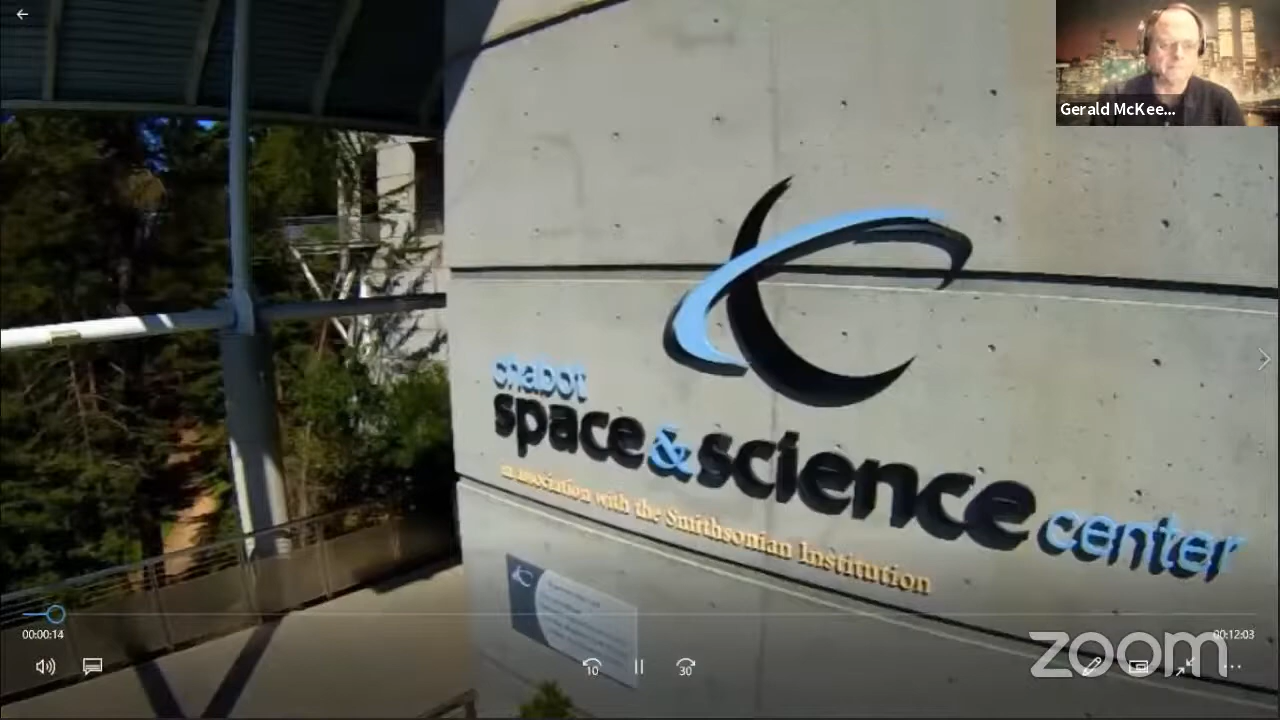 Gerald McKee...
chabot
space & science center
in association with the Smithsonian Institution
00:00:14
00:12:03
10
30
zoom